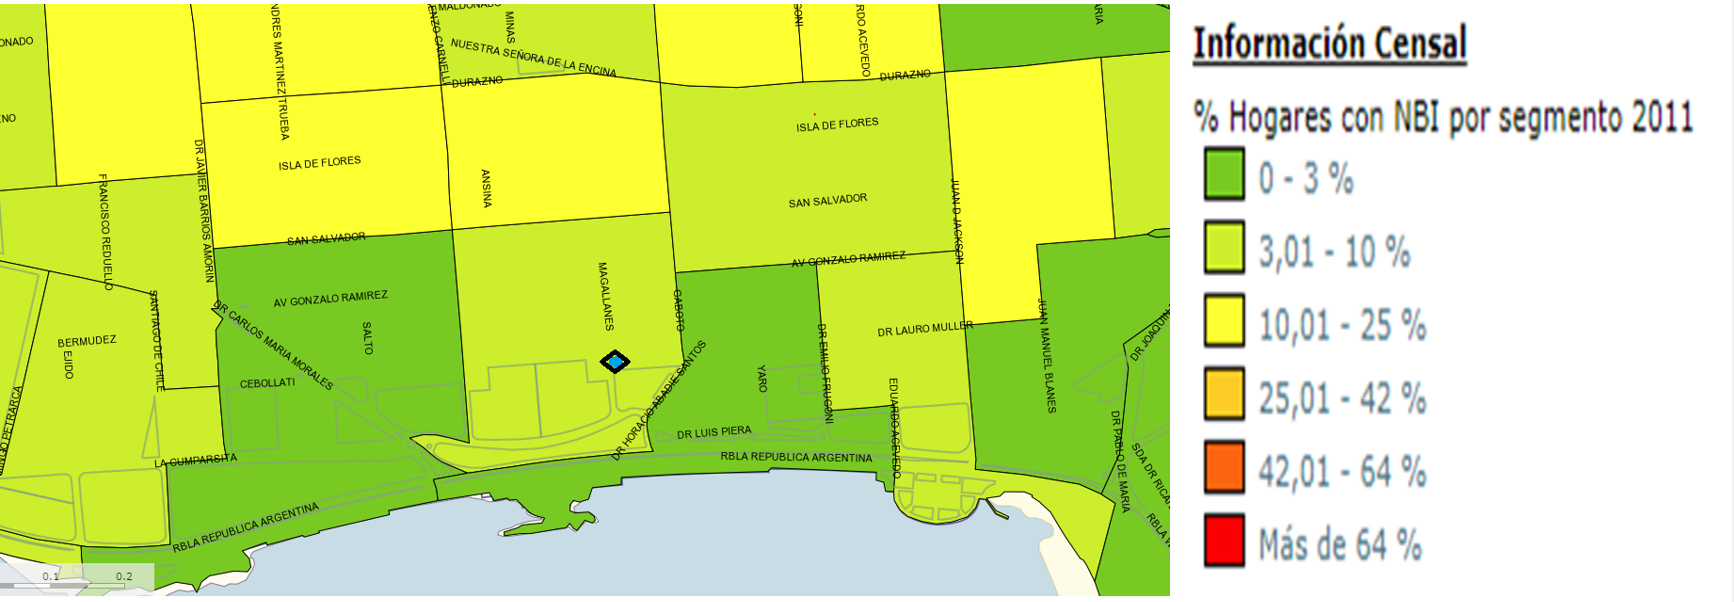 MALDONADO
ONADO
MINAS
ENZO CARNELLI
NUESTRA SEÑORA DE LA ENCINA
DURAZNO
DURAZNO
RDO ACEVEDO
ARIA
NDRES MARTINEZ TRUEBA
ISLA DE FLORES
ISLA DE FLORES
DR JAVIER BARRIOS AMORIN
FRANCISCO REDUELLO
ANSINA
SAN SALVADOR
SAN SALVADOR
JUAN D JACKSON
AV GONZALO RAMIREZ
AV GONZALO RAMIREZ
MAGALLANES
GABOTO
SANTIAGO DE CHILE
DR CARLOS MARIA MORALES
SALTO
BERMUDEZ
EJIDO
CEBOLLATI
DR LAURO MULLER
JUAN MANUEL BLANES
DR JOAQUIN
DR EMILIO FRUGONI
YARO
EDUARDO ACEVEDO
DR HORACIO ABADIE SANTOS
DR LUIS PIERA
RBLA REPUBLICA ARGENTINA
LA CUMPARSITA
RBLA REPUBLICA ARGENTINA
GO PETRARCA
DR PABLO DE MARIA
SDA DR RICAR
RBLA W
0.1
0.2
Información Censal
% Hogares con NBI por segmento 2011
0 - 3 %
3,01 - 10 %
10,01 - 25 %
25,01 - 42 %
42,01 - 64 %
Más de 64 %